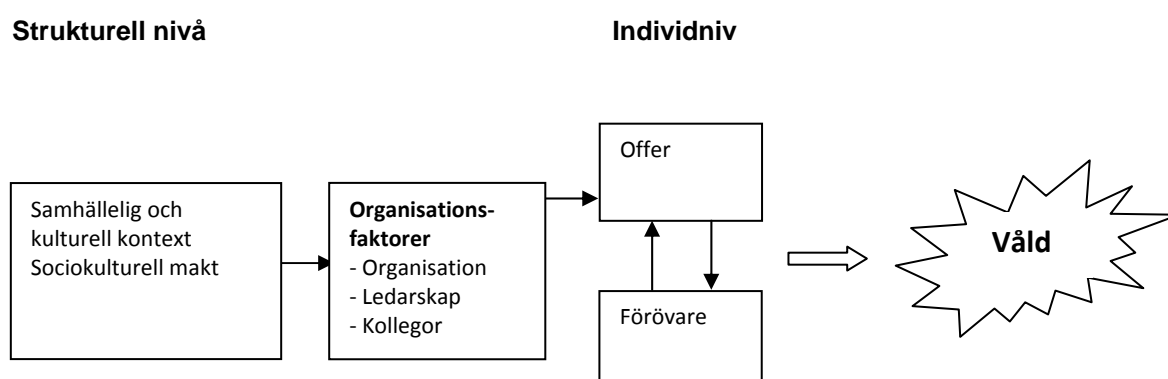 Strukturell nivå
Individniv
Samhällelig och
kulturell kontext
Sociokulturell makt
Organisations-
faktorer
- Organisation
- Ledarskap
- Kollegor
Offer
Förövare
Våld